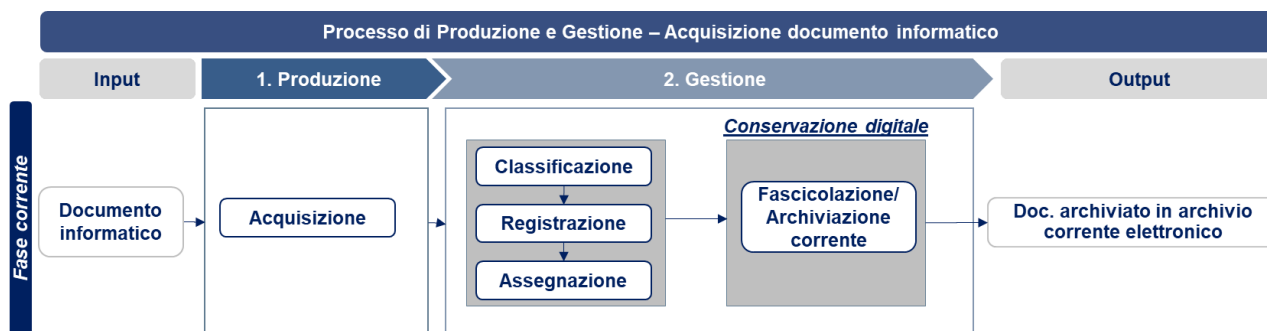 Processo di Produzione e Gestione – Acquisizione documento informatico
Input
1. Produzione
2. Gestione
Output
Fase corrente
Documento
informatico
Acquisizione
Classificazione
Registrazione
Assegnazione
Conservazione digitale
Fascicolazione/
Archiviazione
corrente
Doc. archiviato in archivio
corrente elettronico